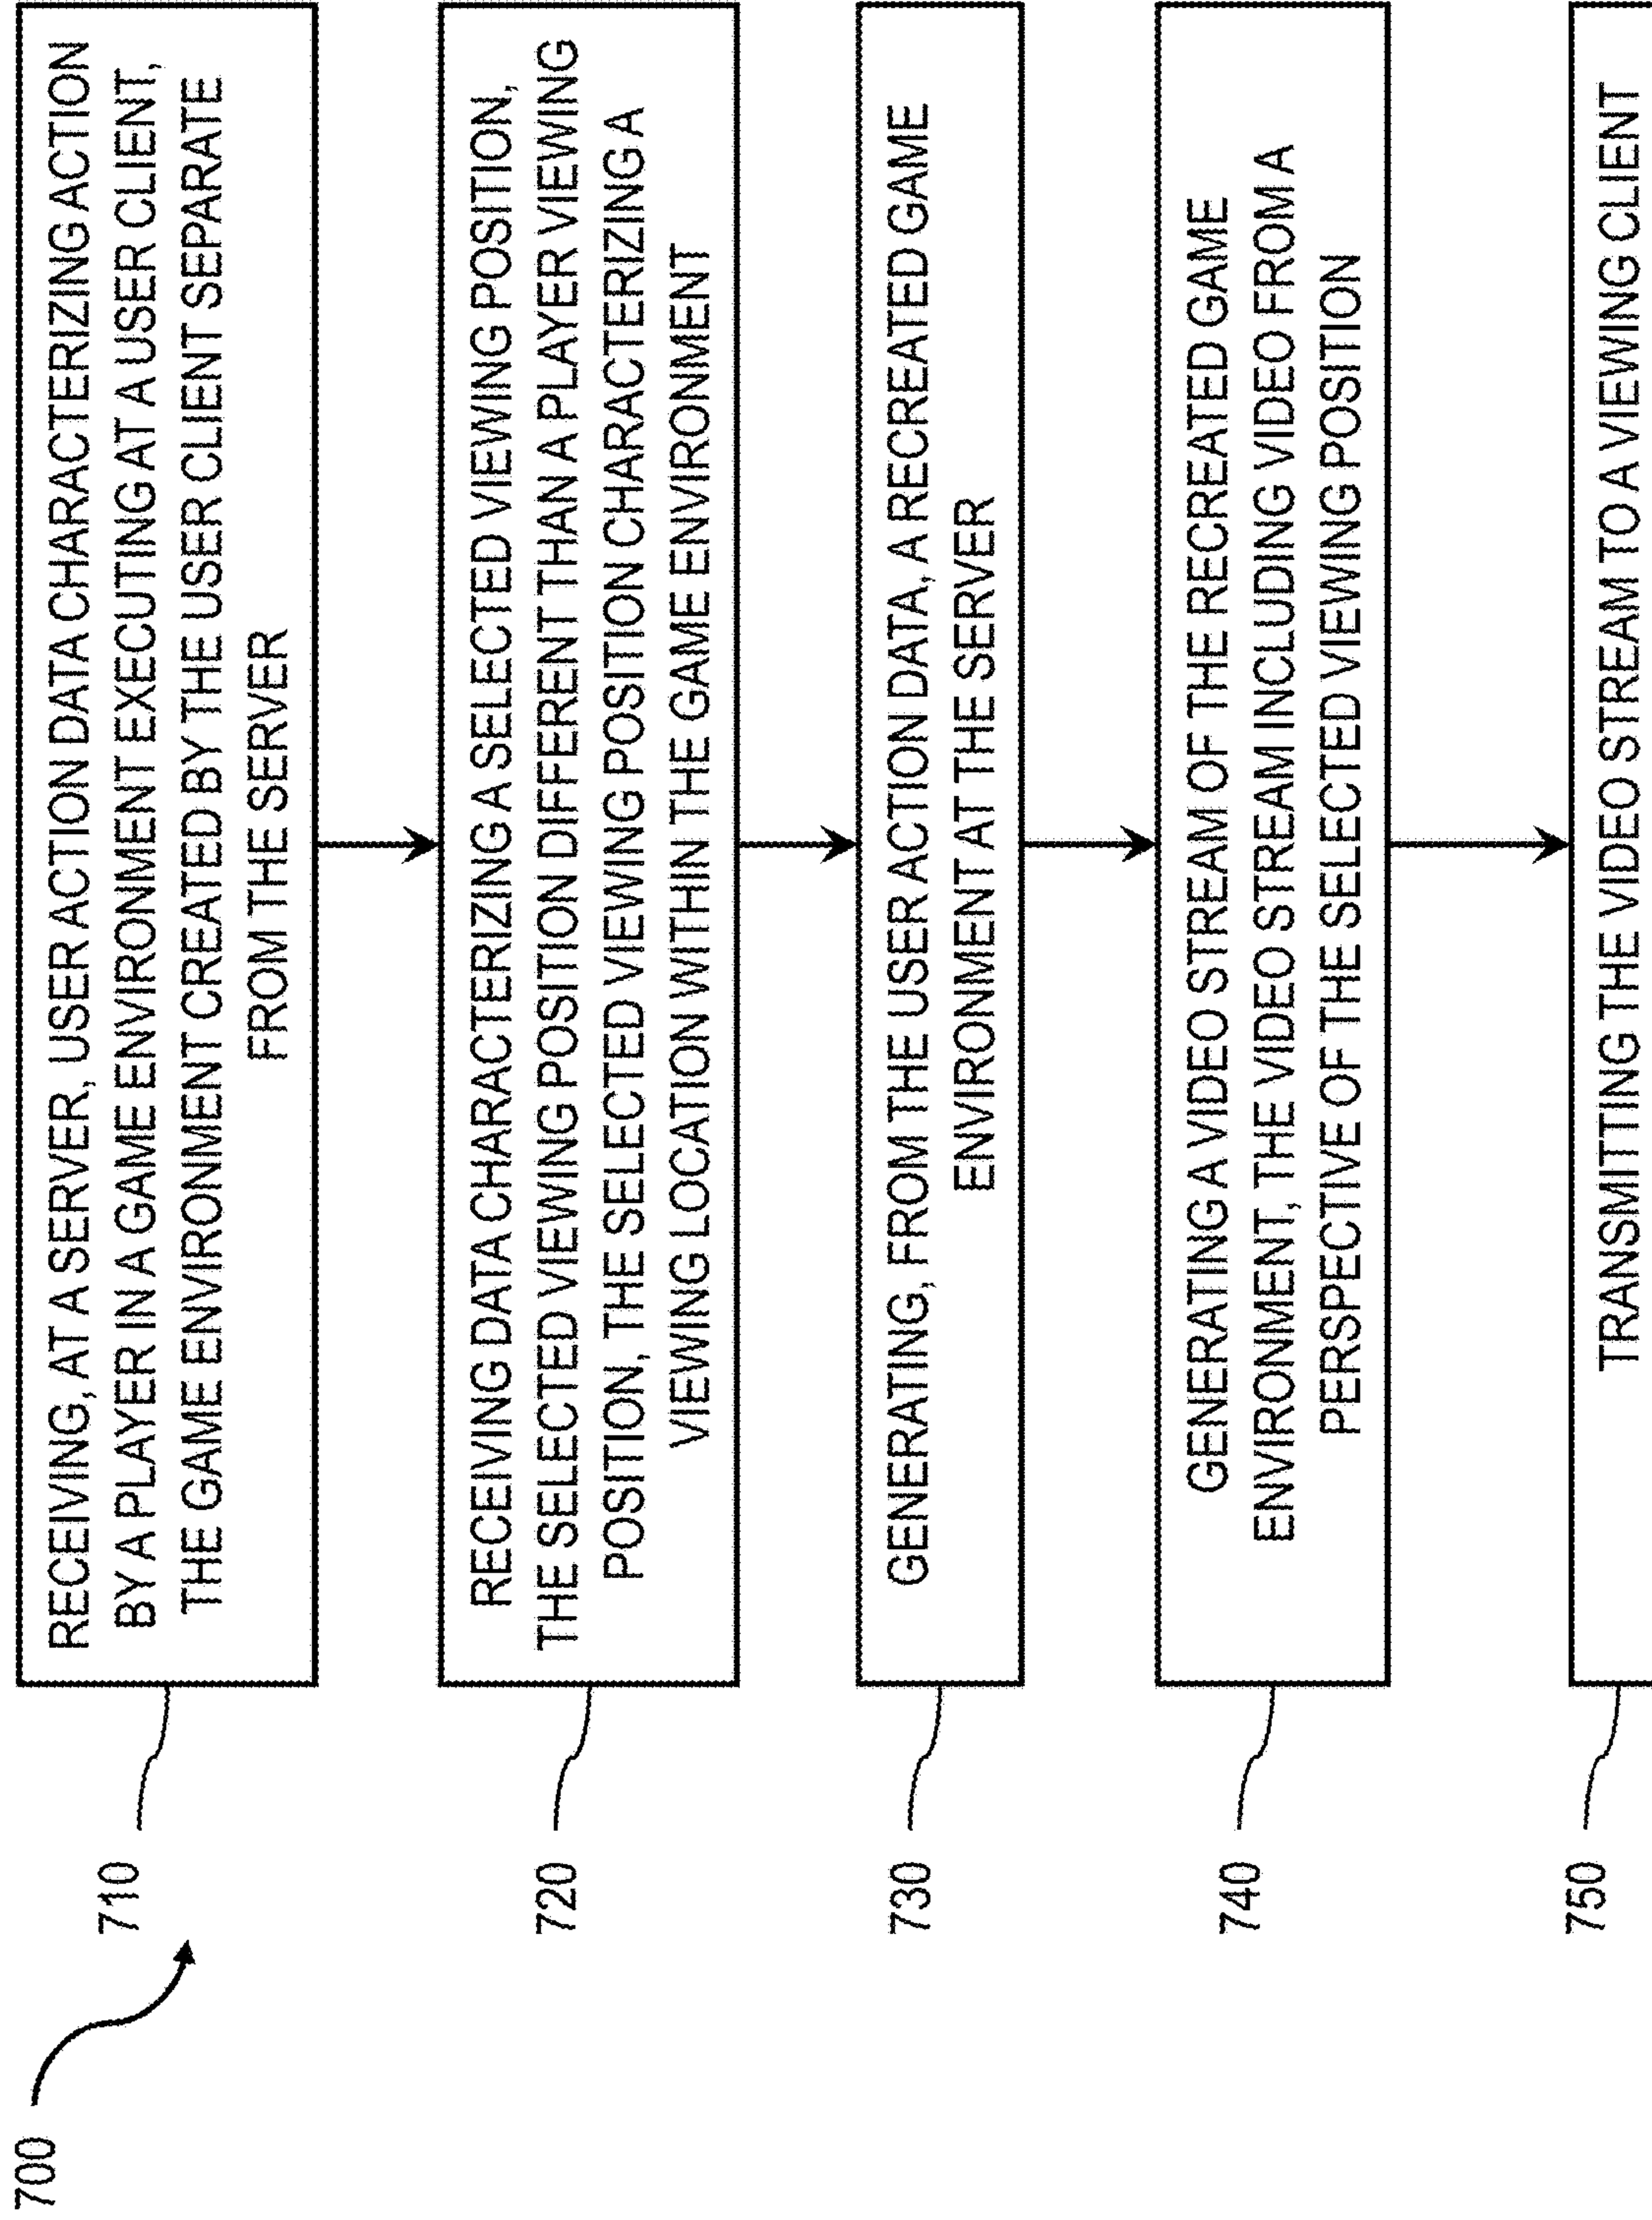 700
710
RECEIVING, AT A SERVER, USER ACTION DATA CHARACTERIZING ACTION
BY A PLAYER IN A GAME ENVIRONMENT EXECUTING AT A USER CLIENT,
THE GAME ENVIRONMENT CREATED BY THE USER CLIENT SEPARATE
FROM THE SERVER
720
RECEIVING DATA CHARACTERIZING A SELECTED VIEWING POSITION,
THE SELECTED VIEWING POSITION DIFFERENT THAN A PLAYER VIEWING
POSITION, THE SELECTED VIEWING POSITION CHARACTERIZING A
VIEWING LOCATION WITHIN THE GAME ENVIRONMENT
730
GENERATING, FROM THE USER ACTION DATA, A RECREATED GAME
ENVIRONMENT AT THE SERVER
740
GENERATING A VIDEO STREAM OF THE RECREATED GAME
ENVIRONMENT, THE VIDEO STREAM INCLUDING VIDEO FROM A
PERSPECTIVE OF THE SELECTED VIEWING POSITION
750
TRANSMITTING THE VIDEO STREAM TO A VIEWING CLIENT